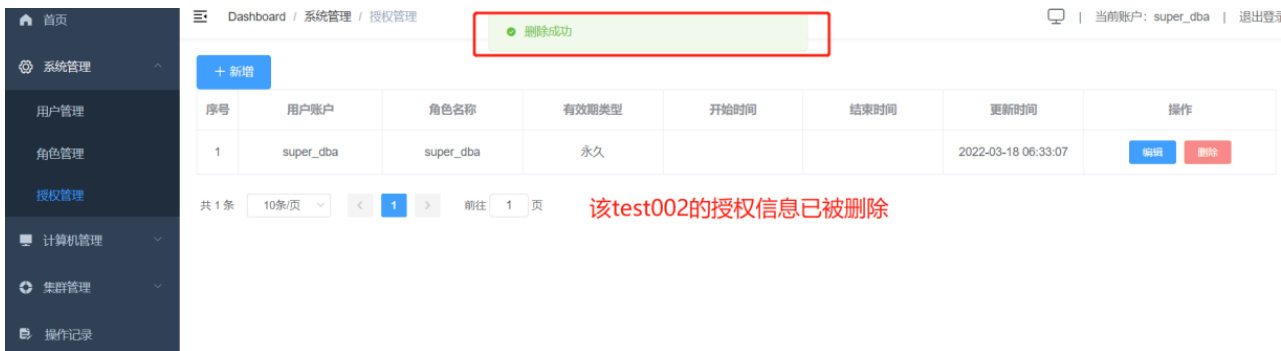 首页
Dashboard / 系统管理 / 授权管理
删除成功
| 当前账户: super_dba | 退出登录
系统管理
+ 新增
用户管理
序号 用户账户 角色名称 有效期类型 开始时间 结束时间 更新时间 操作
角色管理
1 super_dba super_dba 永久 2022-03-18 06:33:07 编辑 删除
授权管理
共 1 条 10条/页 < 1 > 前往 1 页
该test002的授权信息已被删除
计算机管理
集群管理
操作记录